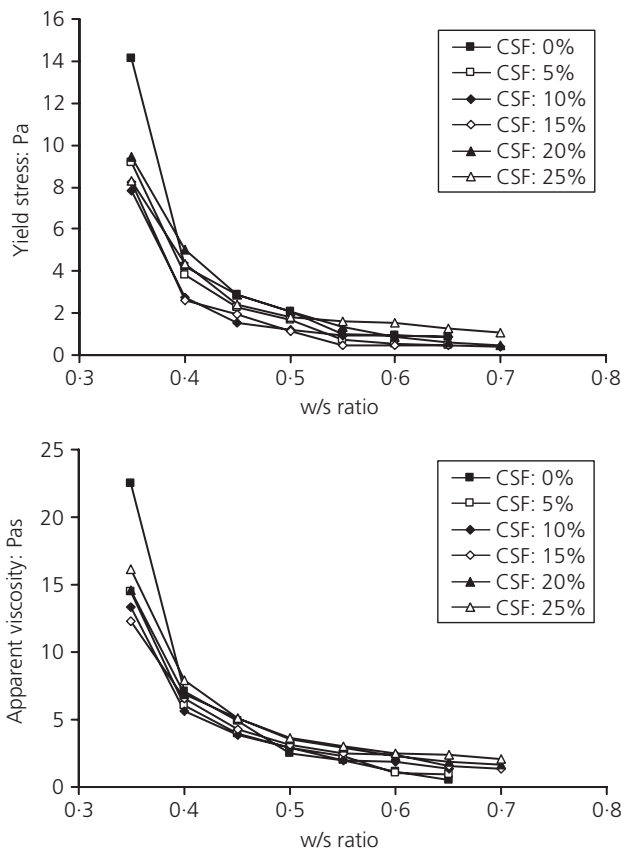 16
14
12
10
8
6
4
2
0
Yield stress: Pa
0·3 0·4 0·5 0·6 0·7 0·8
w/s ratio
CSF: 0%
CSF: 5%
CSF: 10%
CSF: 15%
CSF: 20%
CSF: 25%
25
20
15
10
5
0
Apparent viscosity: Pas
0·3 0·4 0·5 0·6 0·7 0·8
w/s ratio
CSF: 0%
CSF: 5%
CSF: 10%
CSF: 15%
CSF: 20%
CSF: 25%